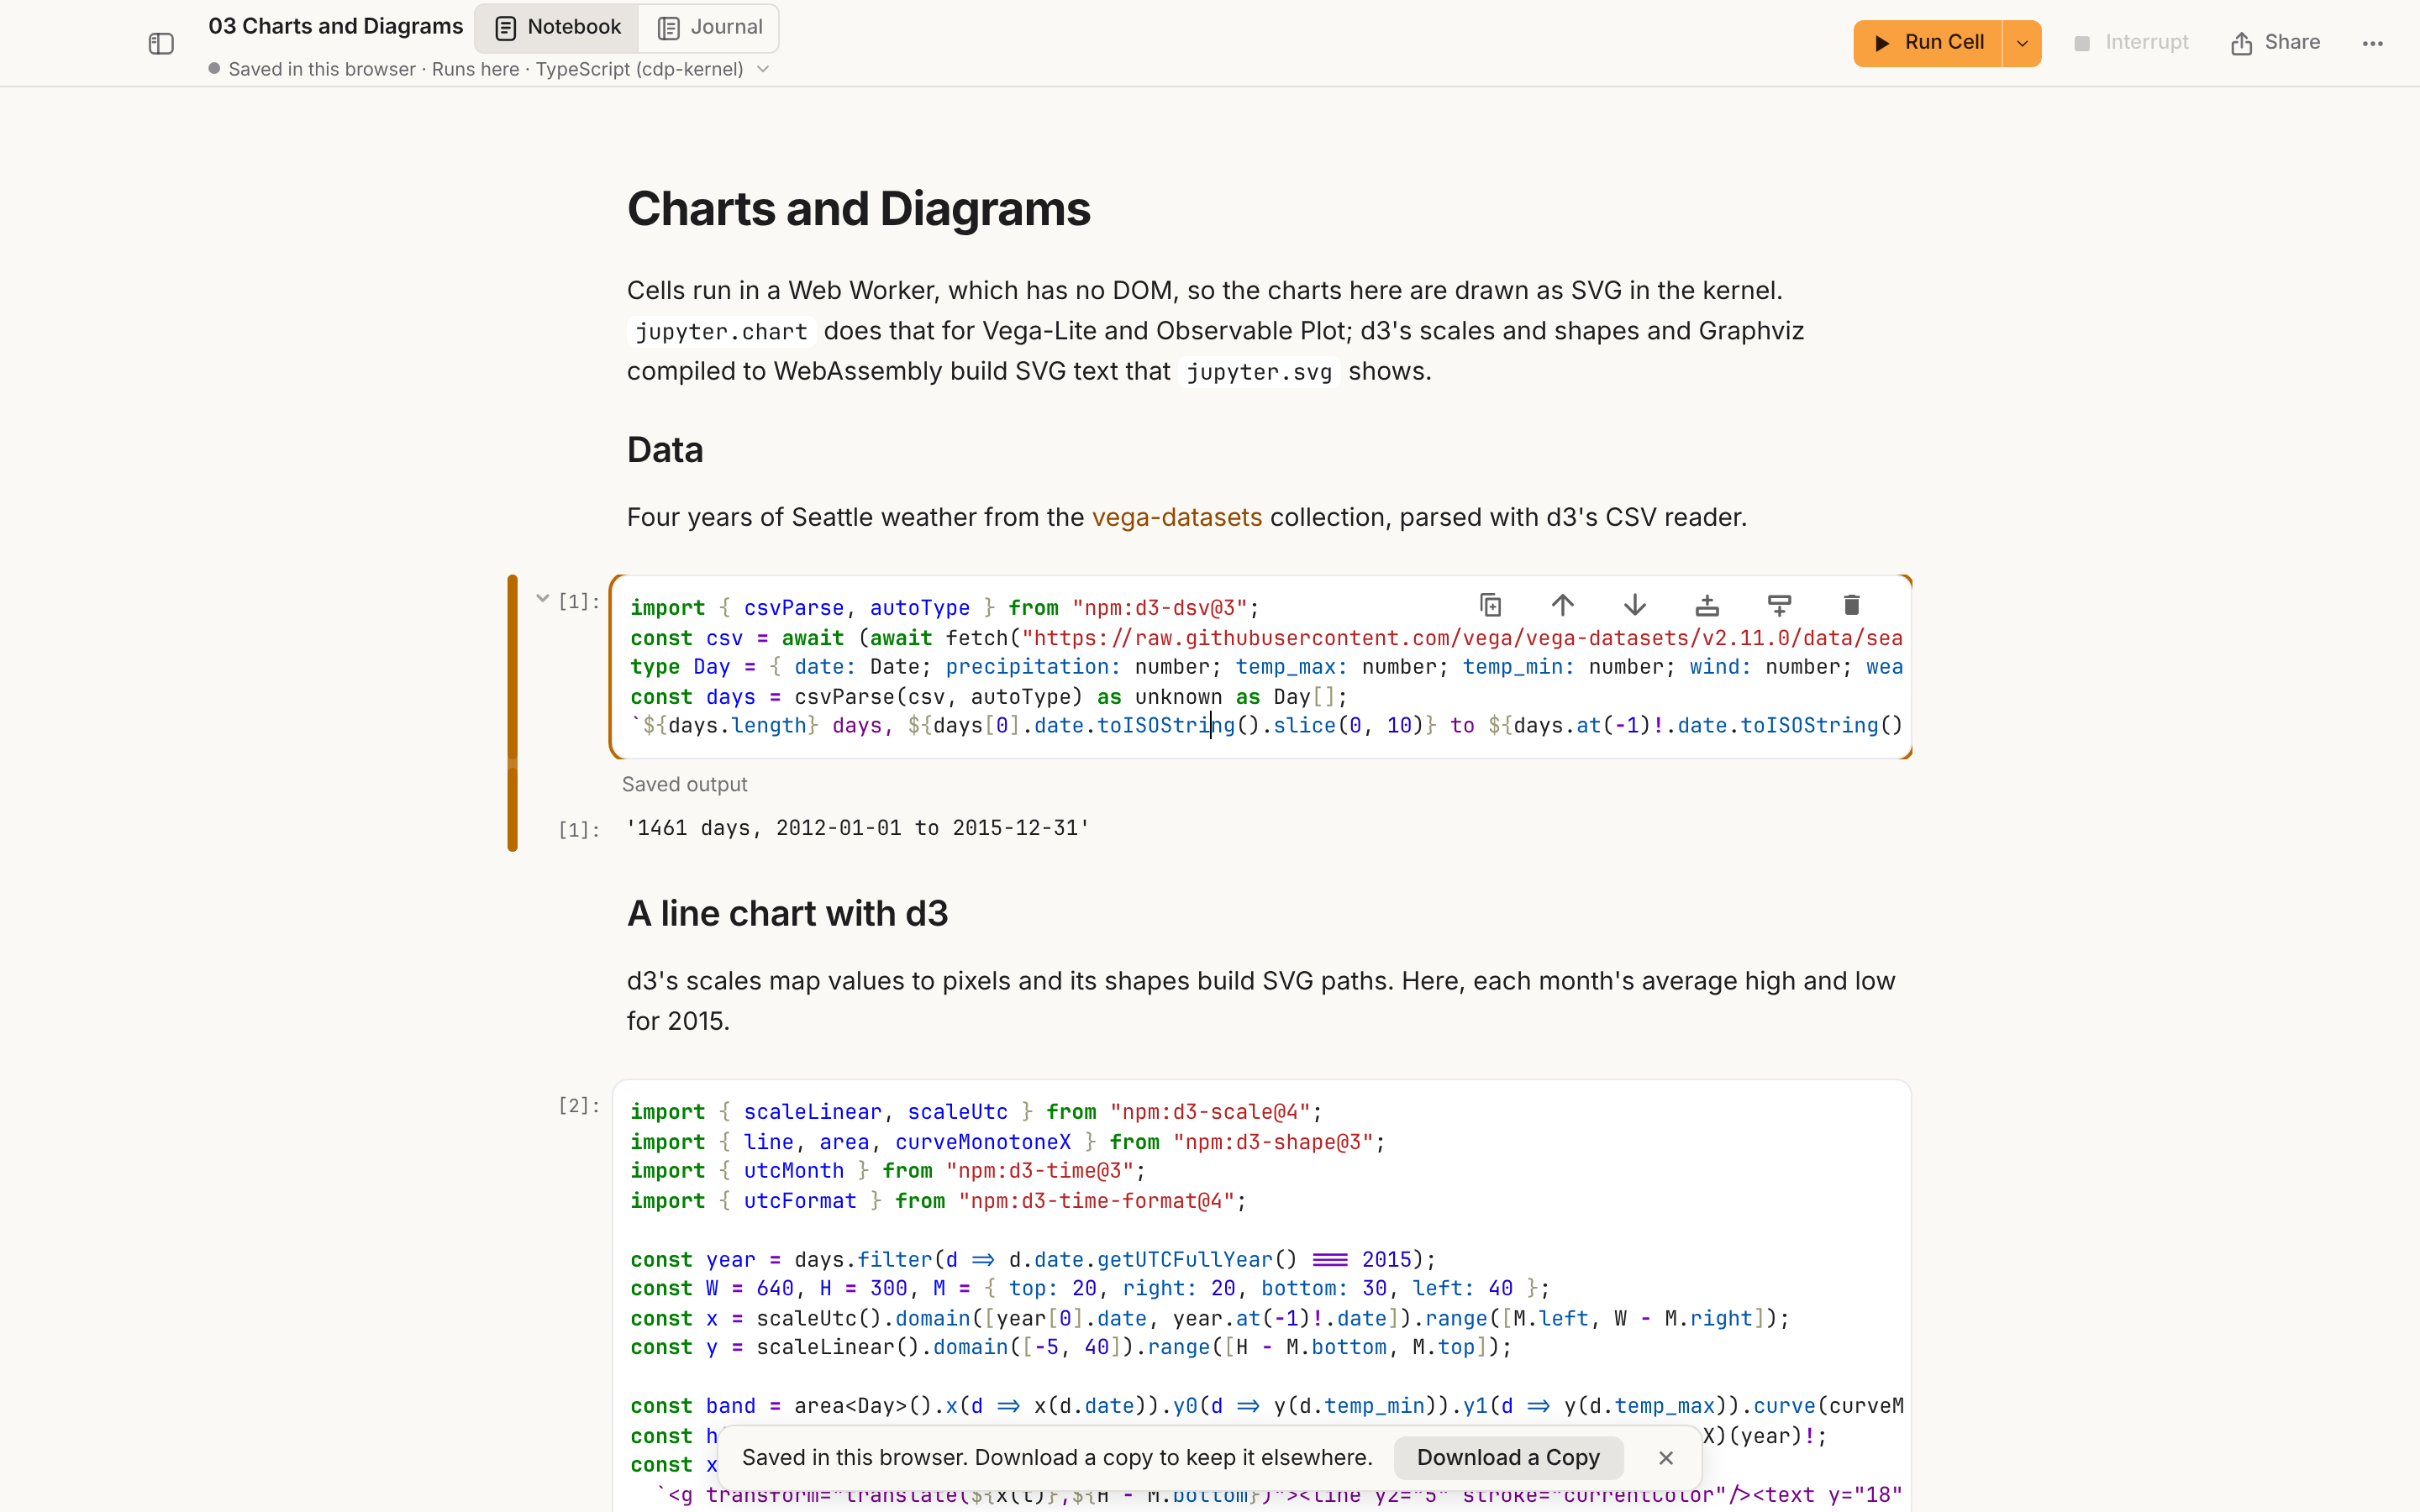 03 Charts and Diagrams
Notebook
Journal
Saved in this browser · Runs here · TypeScript (cdp-kernel)
Run Cell
Interrupt
Share
Charts and Diagrams
Cells run in a Web Worker, which has no DOM, so the charts here are drawn as SVG in the kernel.
jupyter.chart does that for Vega-Lite and Observable Plot; d3's scales and shapes and Graphviz
compiled to WebAssembly build SVG text that jupyter.svg shows.
Data
Four years of Seattle weather from the vega-datasets collection, parsed with d3's CSV reader.
[1]:
import { csvParse, autoType } from "npm:d3-dsv@3";
const csv = await (await fetch("https://raw.githubusercontent.com/vega/vega-datasets/v2.11.0/data/sea
type Day = { date: Date; precipitation: number; temp_max: number; temp_min: number; wind: number; wea
const days = csvParse(csv, autoType) as unknown as Day[];
`${days.length} days, ${days[0].date.toISOString().slice(0, 10)} to ${days.at(-1)!.date.toISOString()
Saved output
[1]: '1461 days, 2012-01-01 to 2015-12-31'
A line chart with d3
d3's scales map values to pixels and its shapes build SVG paths. Here, each month's average high and low
for 2015.
[2]:
import { scaleLinear, scaleUtc } from "npm:d3-scale@4";
import { line, area, curveMonotoneX } from "npm:d3-shape@3";
import { utcMonth } from "npm:d3-time@3";
import { utcFormat } from "npm:d3-time-format@4";
const year = days.filter(d => d.date.getUTCFullYear() === 2015);
const W = 640, H = 300, M = { top: 20, right: 20, bottom: 30, left: 40 };
const x = scaleUtc().domain([year[0].date, year.at(-1)!.date]).range([M.left, W - M.right]);
const y = scaleLinear().domain([-5, 40]).range([H - M.bottom, M.top]);
const band = area<Day>().x(d => x(d.date)).y0(d => y(d.temp_min)).y1(d => y(d.temp_max)).curve(curveM
const h X)(year)!;
const x
`<g transform="translate(${x(t)},${H - M.bottom})"><line y2="5" stroke="currentColor"/><text y="18"
Saved in this browser. Download a copy to keep it elsewhere.
Download a Copy